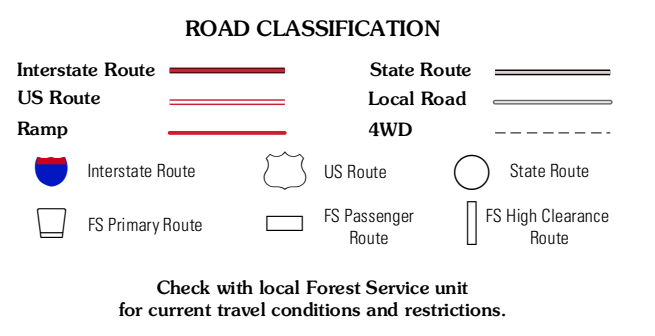 ROAD CLASSIFICATION
Interstate Route
State Route
US Route
Local Road
Ramp
4WD
Interstate Route
US Route
State Route
FS Primary Route
FS Passenger
Route
FS High Clearance
Route
Check with local Forest Service unit
for current travel conditions and restrictions.